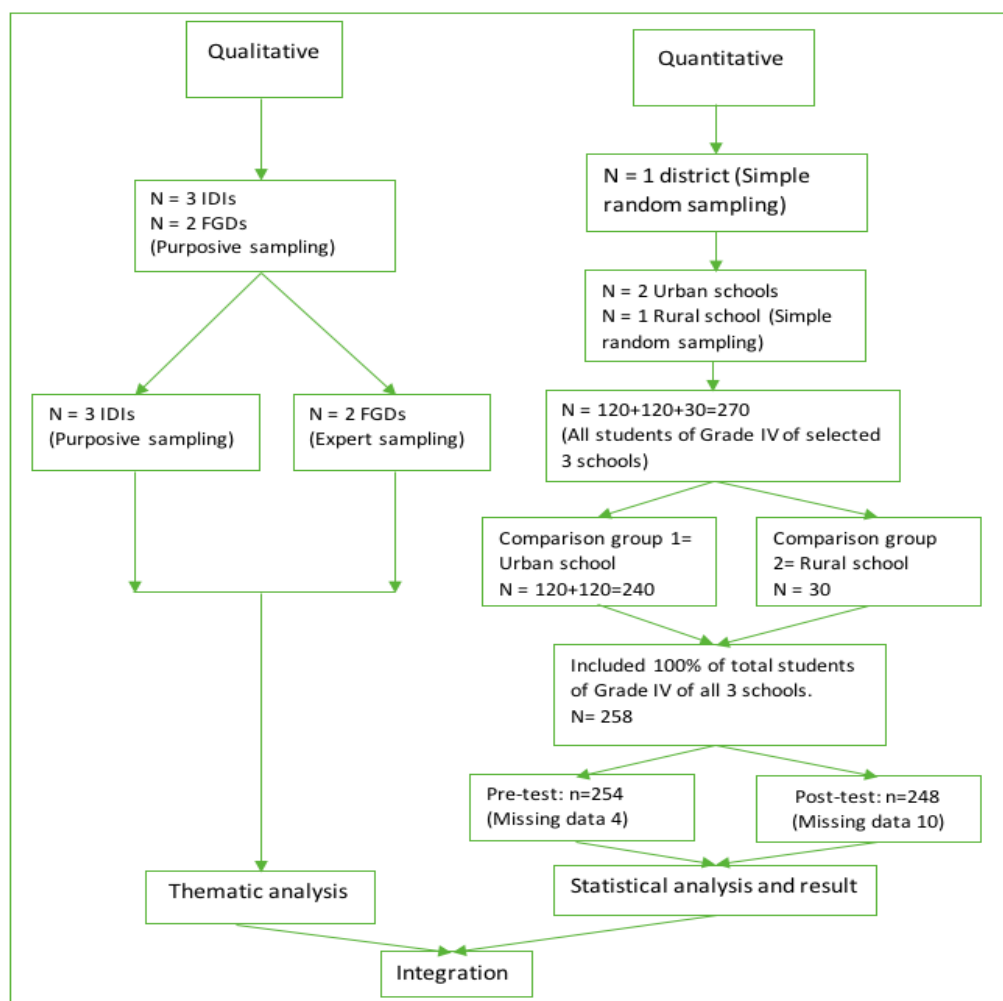 Qualitative
Quantitative
N = 1 district (Simple
random sampling)
N = 3 IDIs
N = 2 FGDs
(Purposive sampling)
N = 2 Urban schools
N = 1 Rural school (Simple
random sampling)
N = 3 IDIs
(Purposive sampling)
N = 2 FGDs
(Expert sampling)
N = 120+120+30=270
(All students of Grade IV of selected
3 schools)
Comparison group 1=
Urban school
N = 120+120=240
Comparison group
2= Rural school
N = 30
Included 100% of total students
of Grade IV of all 3 schools.
N= 258
Pre-test: n=254
(Missing data 4)
Post-test: n=248
(Missing data 10)
Thematic analysis
Statistical analysis and result
Integration